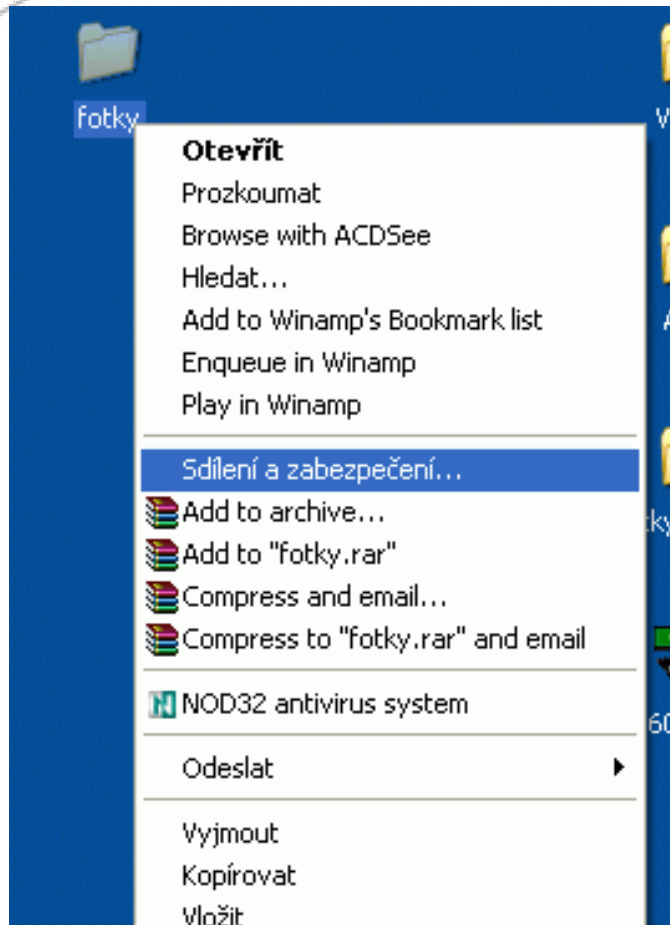 fotky
Otevřít
Prozkoumat
Browse with ACDSee
Hledat...
Add to Winamp's Bookmark list
Enqueue in Winamp
Play in Winamp
Sdílení a zabezpečení...
Add to archive...
Add to "fotky.rar"
Compress and email...
Compress to "fotky.rar" and email
NOD32 antivirus system
Odeslat
Vyjmout
Kopírovat
Vložit